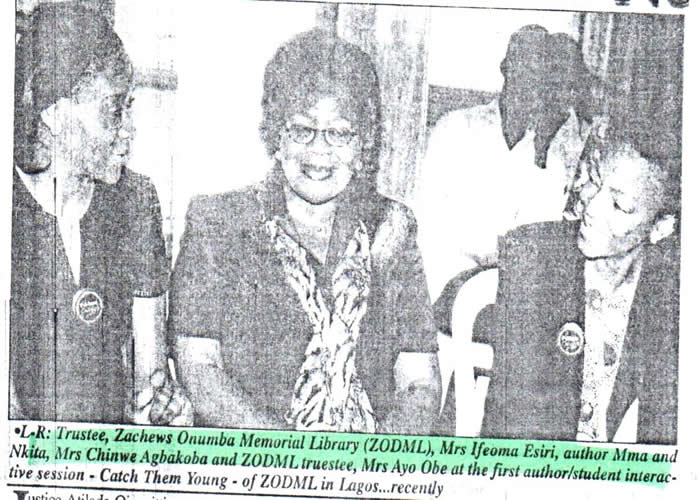 •L-R: Trustee, Zachews Onumba Memorial Library (ZODML), Mrs Ifeoma Esiri, author Mma and
Nkita, Mrs Chinwe Agbakoba and ZODML truestee, Mrs Ayo Obe at the first author/student interac-
tive session - Catch Them Young - of ZODML in Lagos...recently